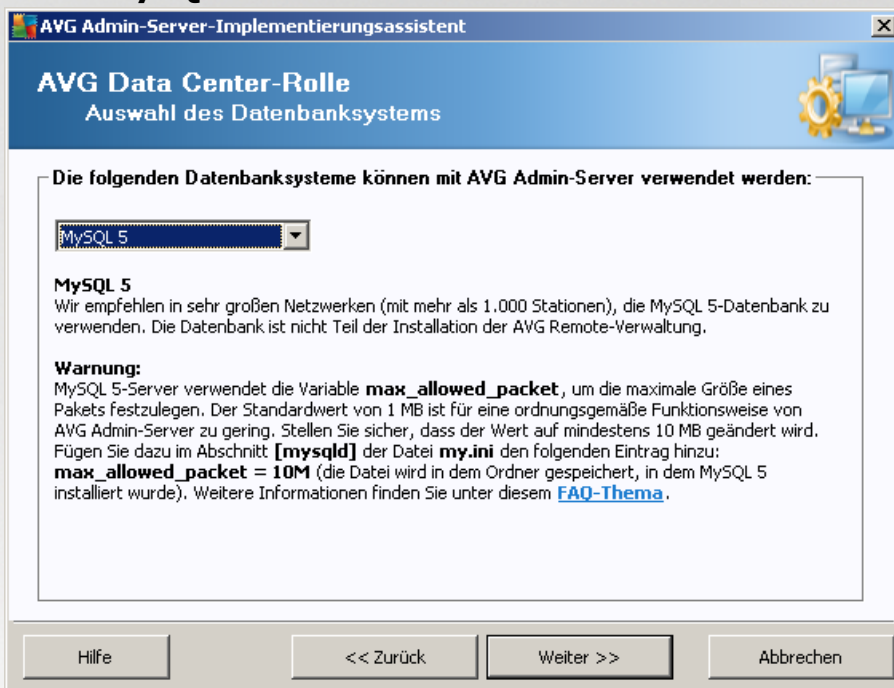 AVG Admin-Server-Implementierungsassistent
AVG Data Center-Rolle
Auswahl des Datenbanksystems
Die folgenden Datenbanksysteme können mit AVG Admin-Server verwendet werden:
MySQL 5
MySQL 5
Wir empfehlen in sehr großen Netzwerken (mit mehr als 1.000 Stationen), die MySQL 5-Datenbank zu
verwenden. Die Datenbank ist nicht Teil der Installation der AVG Remote-Verwaltung.
Warnung:
MySQL 5-Server verwendet die Variable max_allowed_packet, um die maximale Größe eines
Pakets festzulegen. Der Standardwert von 1 MB ist für eine ordnungsgemäße Funktionsweise von
AVG Admin-Server zu gering. Stellen Sie sicher, dass der Wert auf mindestens 10 MB geändert wird.
Fügen Sie dazu im Abschnitt [mysqld] der Datei my.ini den folgenden Eintrag hinzu:
max_allowed_packet = 10M (die Datei wird in dem Ordner gespeichert, in dem MySQL 5
installiert wurde). Weitere Informationen finden Sie unter diesem FAQ-Thema.
Hilfe
<< Zurück
Weiter >>
Abbrechen